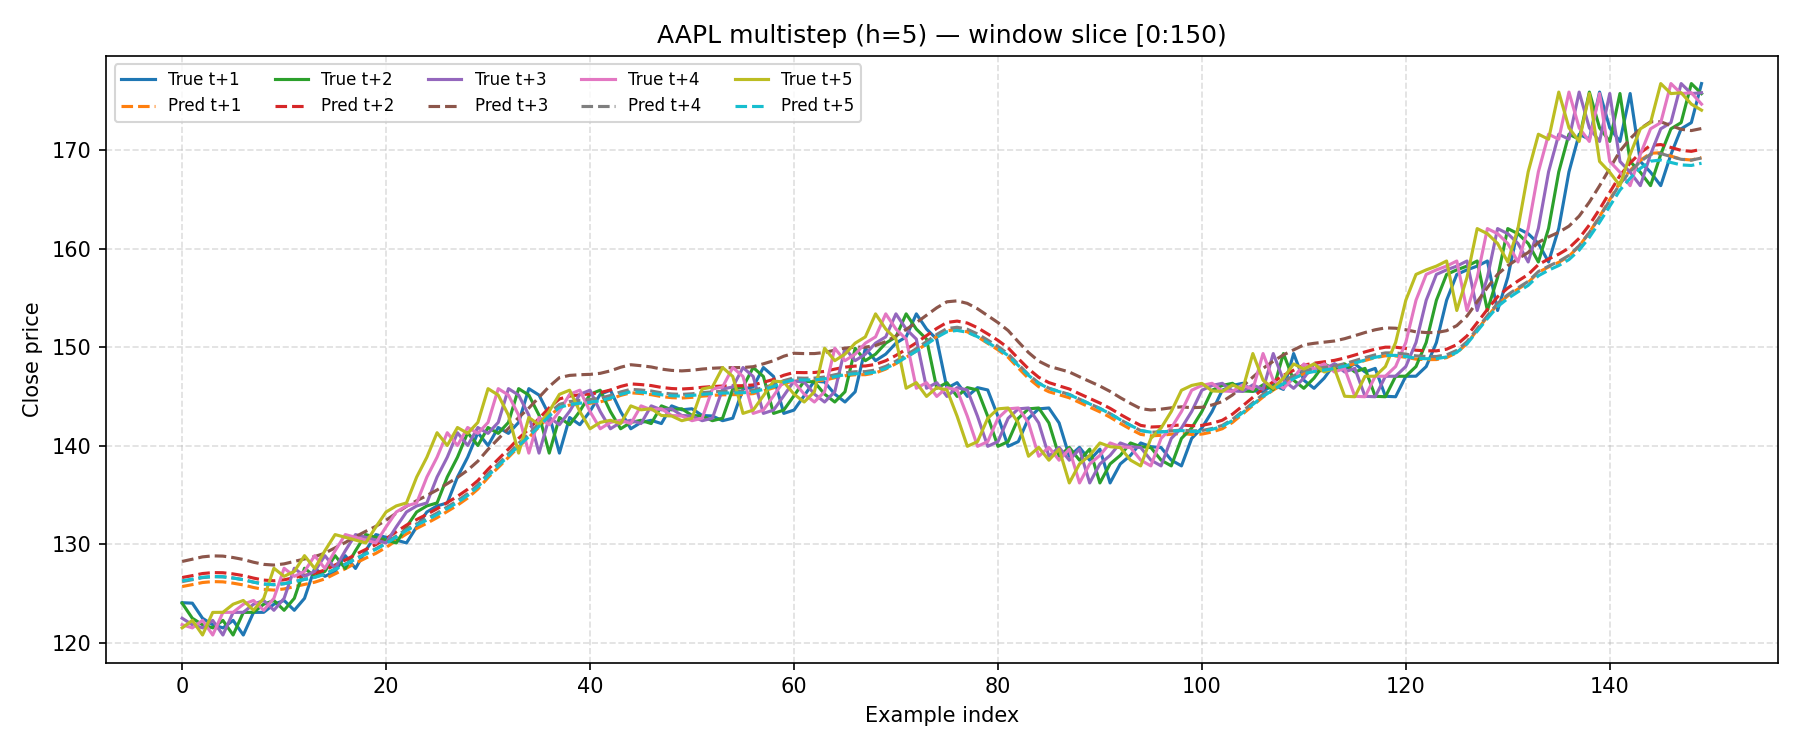 AAPL multistep (h=5) — window slice [0:150)
True t+1 True t+2 True t+3 True t+4 True t+5
Pred t+1 Pred t+2 Pred t+3 Pred t+4 Pred t+5
Close price
170
160
150
140
130
120
0 20 40 60 80 100 120 140
Example index